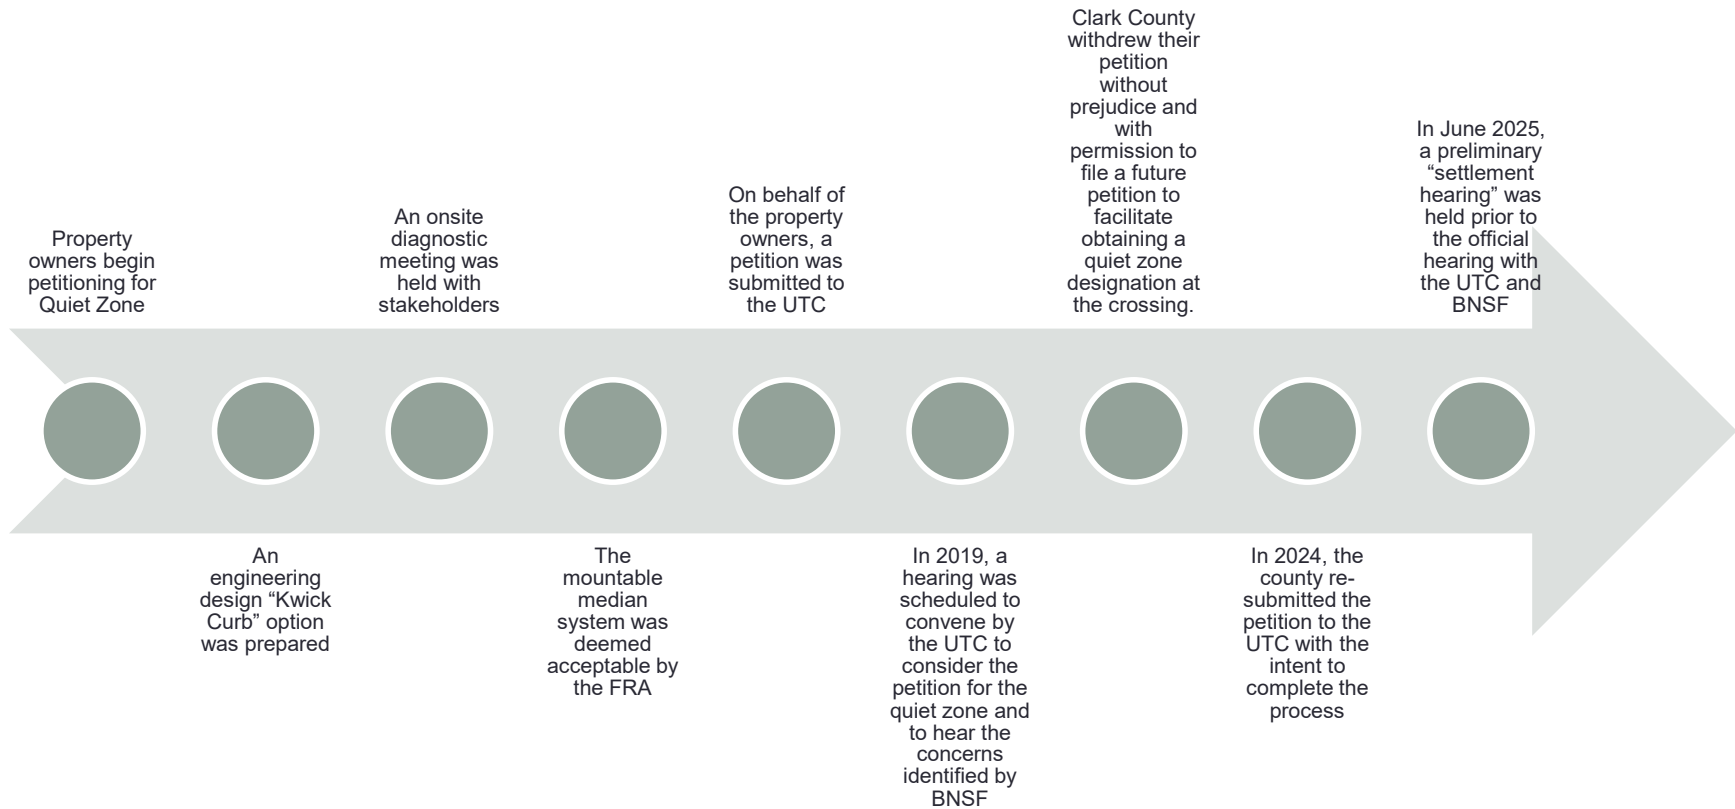 Property
owners begin
petitioning for
Quiet Zone
An
engineering
design “Kwick
Curb” option
was prepared
An onsite
diagnostic
meeting was
held with
stakeholders
The
mountable
median
system was
deemed
acceptable by
the FRA
On behalf of
the property
owners, a
petition was
submitted to
the UTC
In 2019, a
hearing was
scheduled to
convene by
the UTC to
consider the
petition for the
quiet zone and
to hear the
concerns
identified by
BNSF
Clark County
withdrew their
petition
without
prejudice and
with
permission to
file a future
petition to
facilitate
obtaining a
quiet zone
designation at
the crossing.
In 2024, the
county re-
submitted the
petition to the
UTC with the
intent to
complete the
process
In June 2025,
a preliminary
“settlement
hearing” was
held prior to
the official
hearing with
the UTC and
BNSF